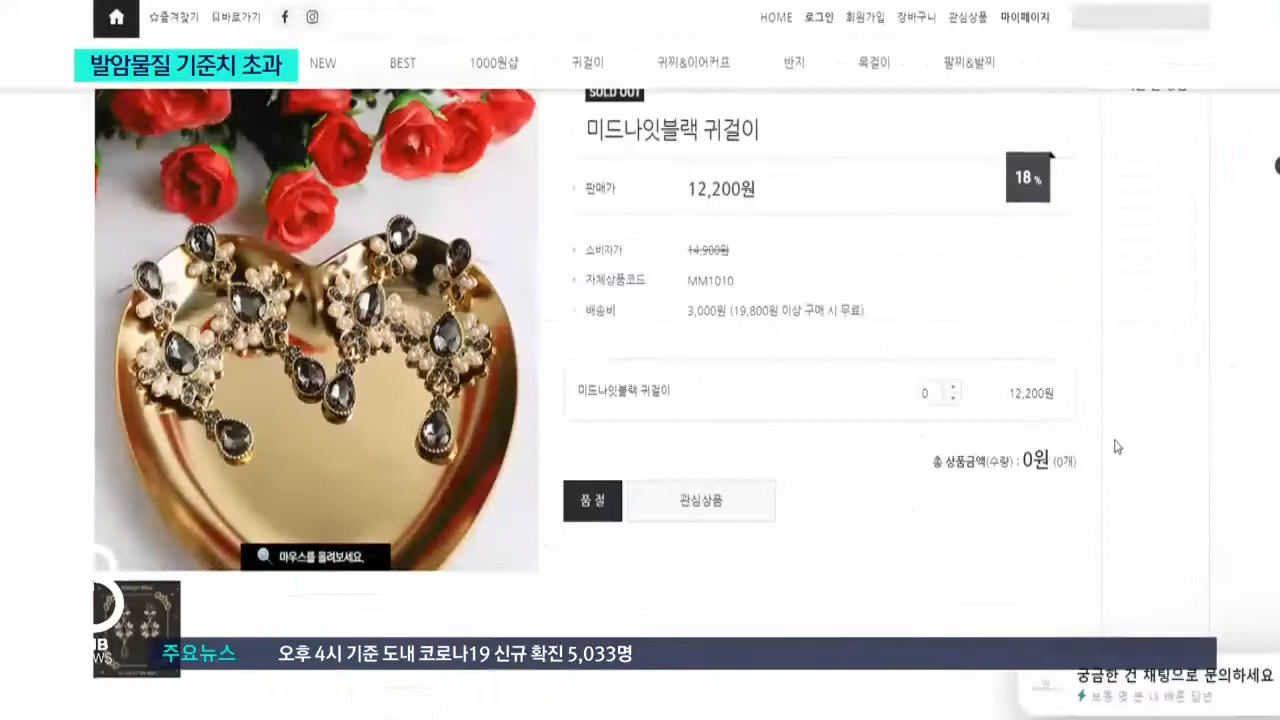 ☆즐겨찾기 바로가기
HOME 로그인 회원가입 장바구니 관심상품 마이페이지
발암물질 기준치 초과
NEW BEST 1000원샵 귀걸이 귀찌&이어커프 반지 목걸이 팔찌&발찌
SOLD OUT
미드나잇블랙 귀걸이
판매가 12,200원
18 %
소비자가 14,900원
자체상품코드 MM1010
배송비 3,000원 (19,800원 이상 구매 시 무료)
미드나잇블랙 귀걸이 0 12,200원
총 상품금액(수량) : 0원 (0개)
품 절 관심상품
마우스를 올려보세요.
주요뉴스 오후 4시 기준 도내 코로나19 신규 확진 5,033명
궁금한 건 채팅으로 문의하세요